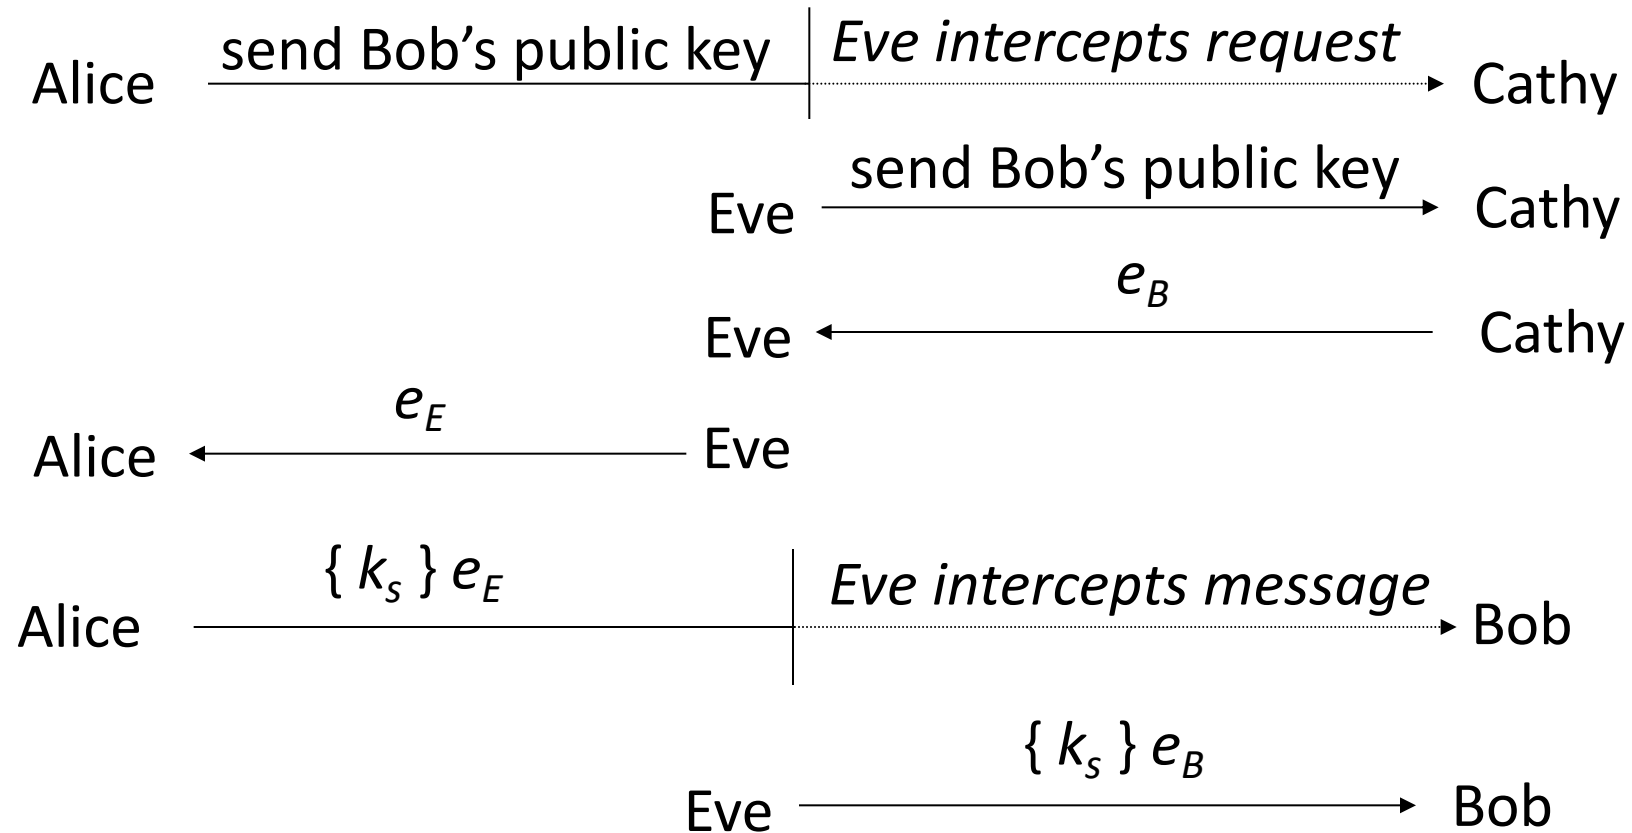 Alice send Bob's public key Eve intercepts request Cathy
Eve send Bob's public key Cathy
Eve e_B Cathy
Alice e_E Eve
Alice { k_s } e_E Eve intercepts message Bob
Eve { k_s } e_B Bob